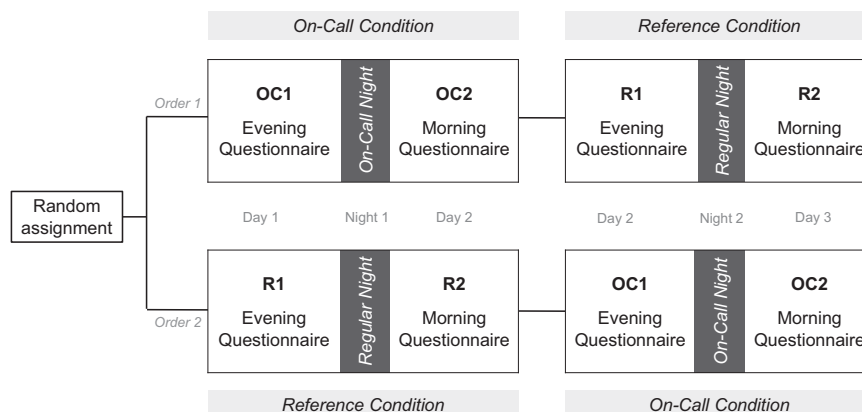 On-Call Condition
Reference Condition
Order 1
OC1
Evening
Questionnaire
On-Call Night
OC2
Morning
Questionnaire
R1
Evening
Questionnaire
Regular Night
R2
Morning
Questionnaire
Random
assignment
Day 1
Night 1
Day 2
Day 2
Night 2
Day 3
Order 2
R1
Evening
Questionnaire
Regular Night
R2
Morning
Questionnaire
OC1
Evening
Questionnaire
On-Call Night
OC2
Morning
Questionnaire
Reference Condition
On-Call Condition